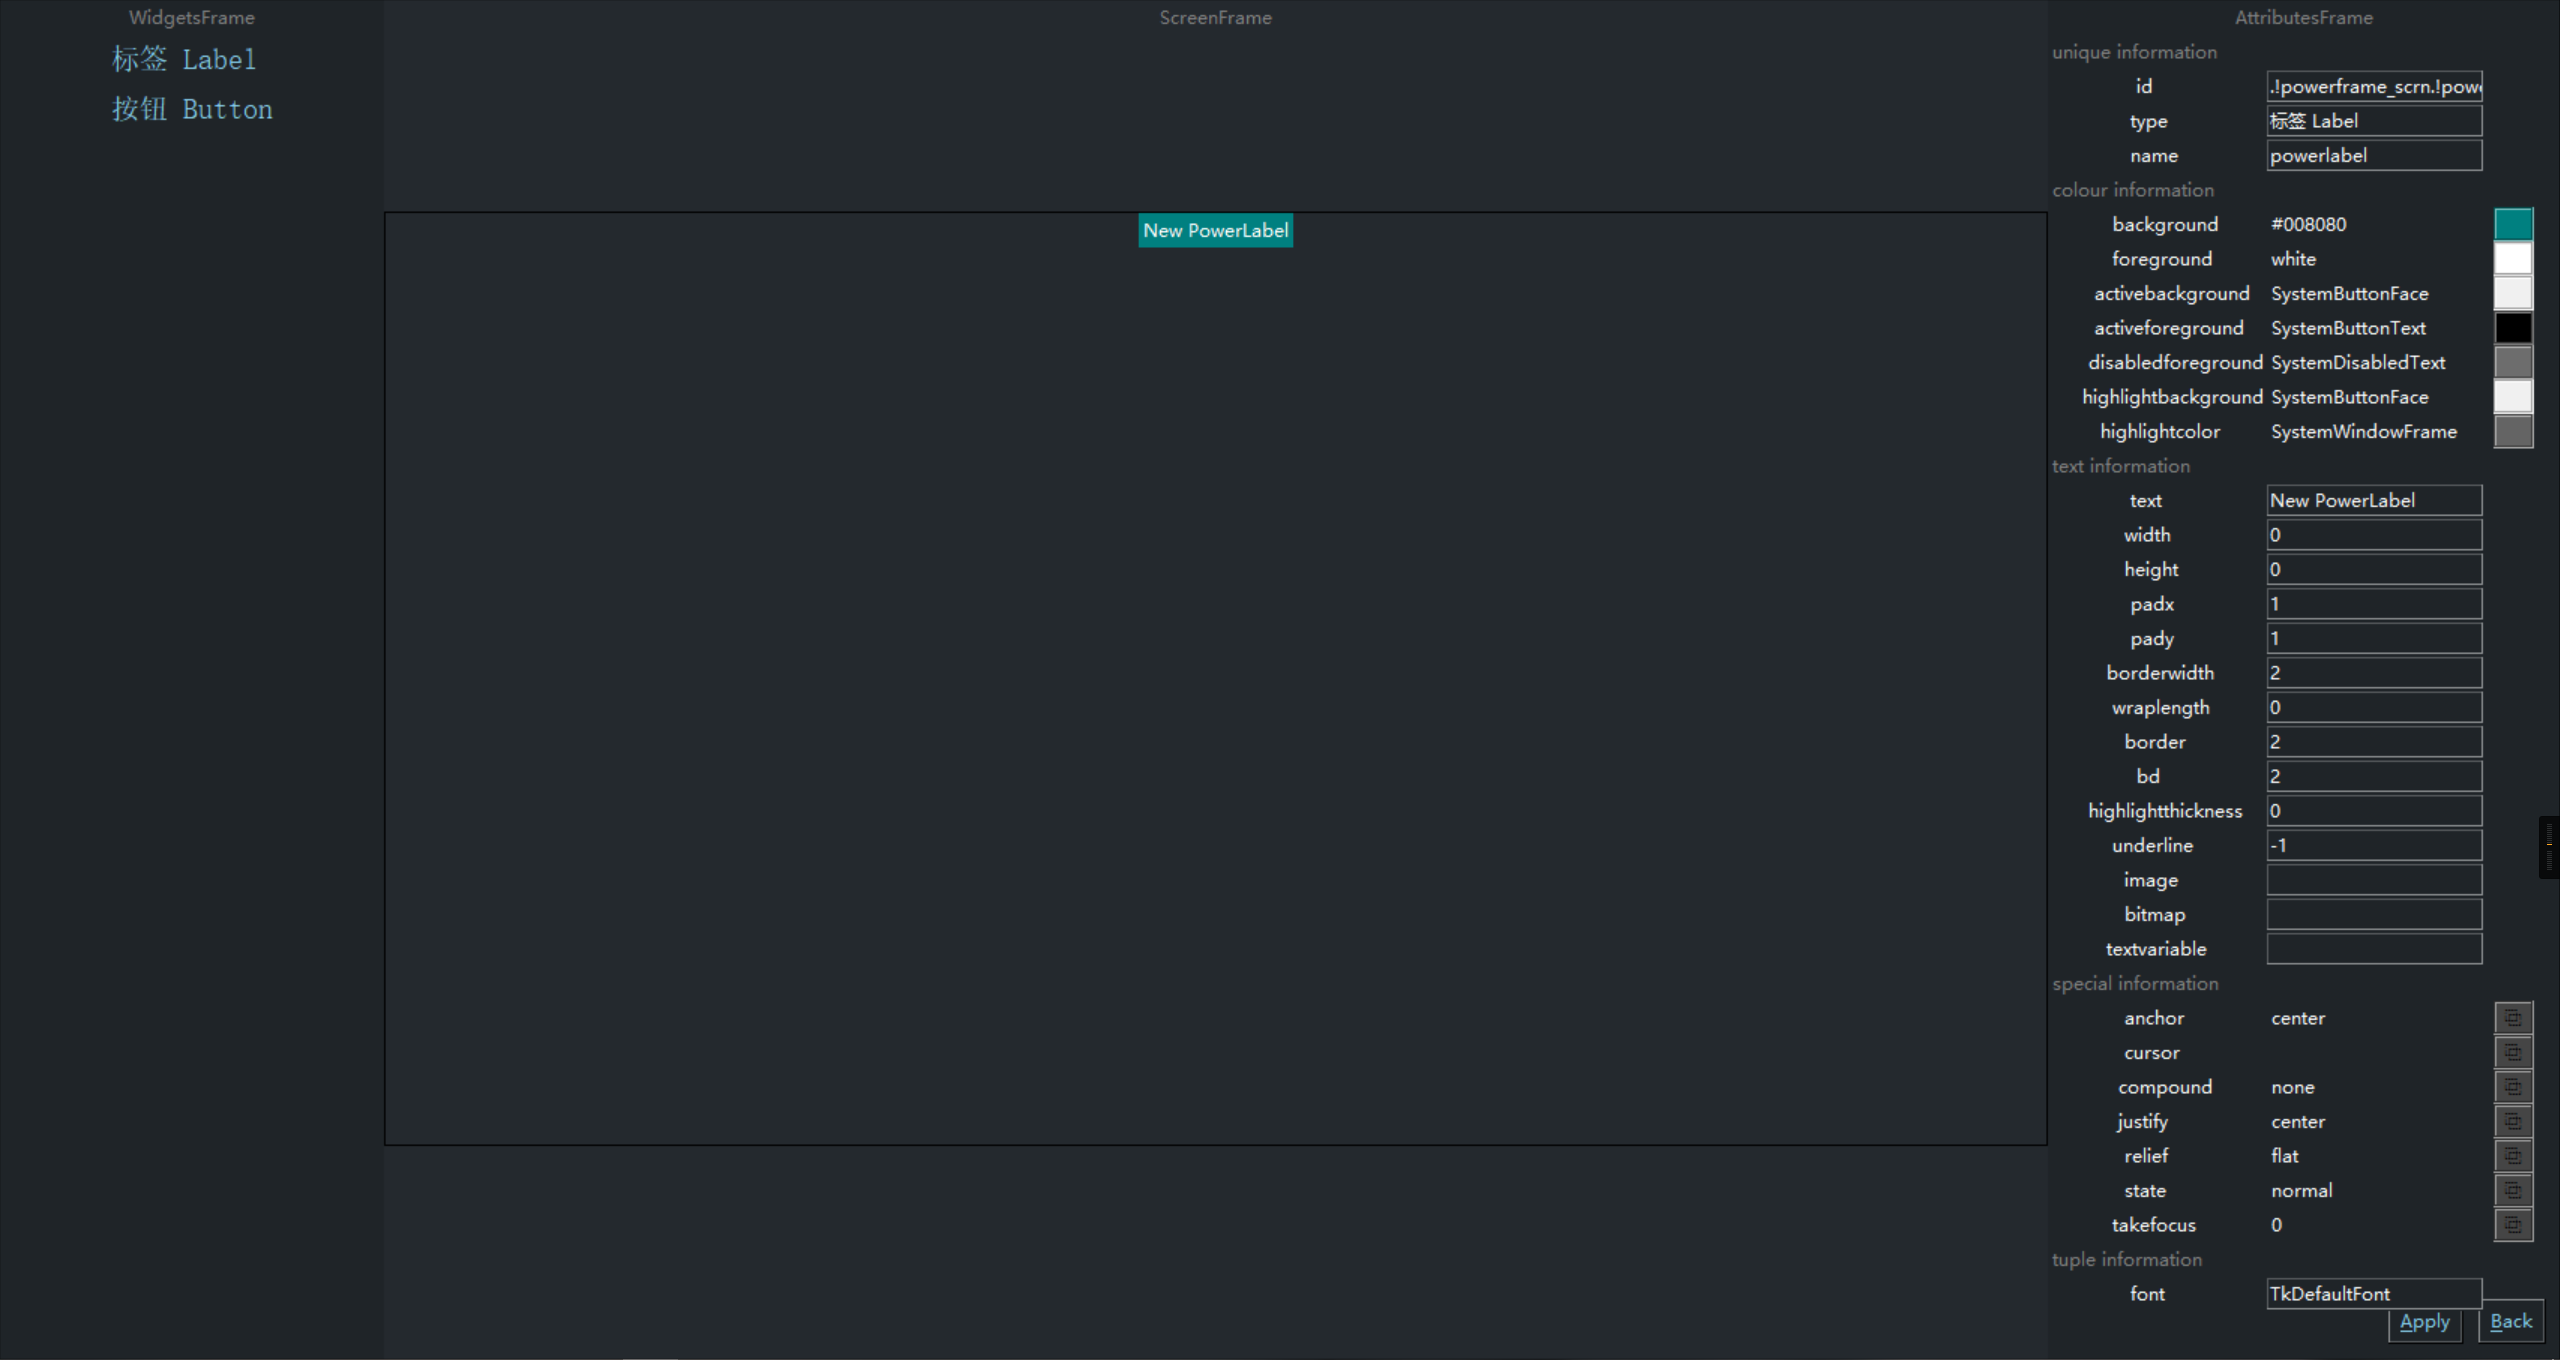 WidgetsFrame
标签 Label
按钮 Button
ScreenFrame
New PowerLabel
AttributesFrame
unique information
id .!powerframe_scrn.!pow
type 标签 Label
name powerlabel
colour information
background #008080
foreground white
activebackground SystemButtonFace
activeforeground SystemButtonText
disabledforeground SystemDisabledText
highlightbackground SystemButtonFace
highlightcolor SystemWindowFrame
text information
text New PowerLabel
width 0
height 0
padx 1
pady 1
borderwidth 2
wraplength 0
border 2
bd 2
highlightthickness 0
underline -1
image
bitmap
textvariable
special information
anchor center
cursor
compound none
justify center
relief flat
state normal
takefocus 0
tuple information
font TkDefaultFont
Apply Back